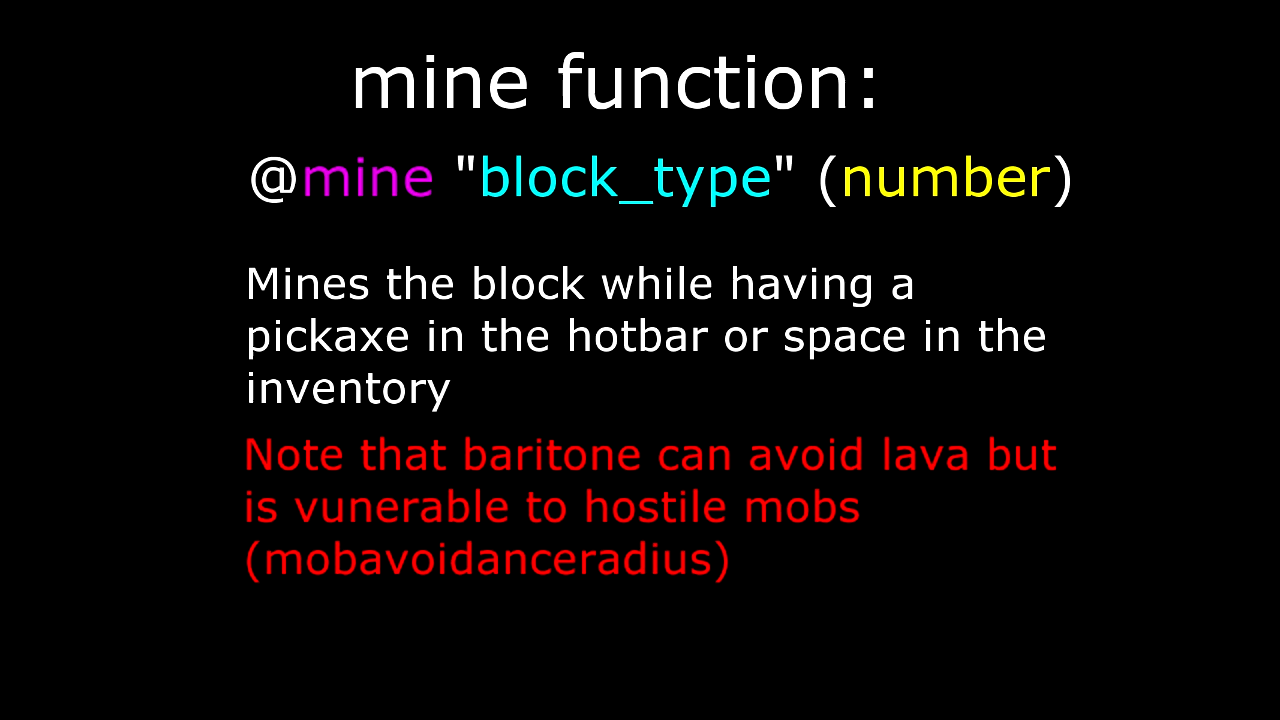 mine function:
@mine "block_type" (number)
Mines the block while having a
pickaxe in the hotbar or space in the
inventory
Note that baritone can avoid lava but
is vunerable to hostile mobs
(mobavoidanceradius)